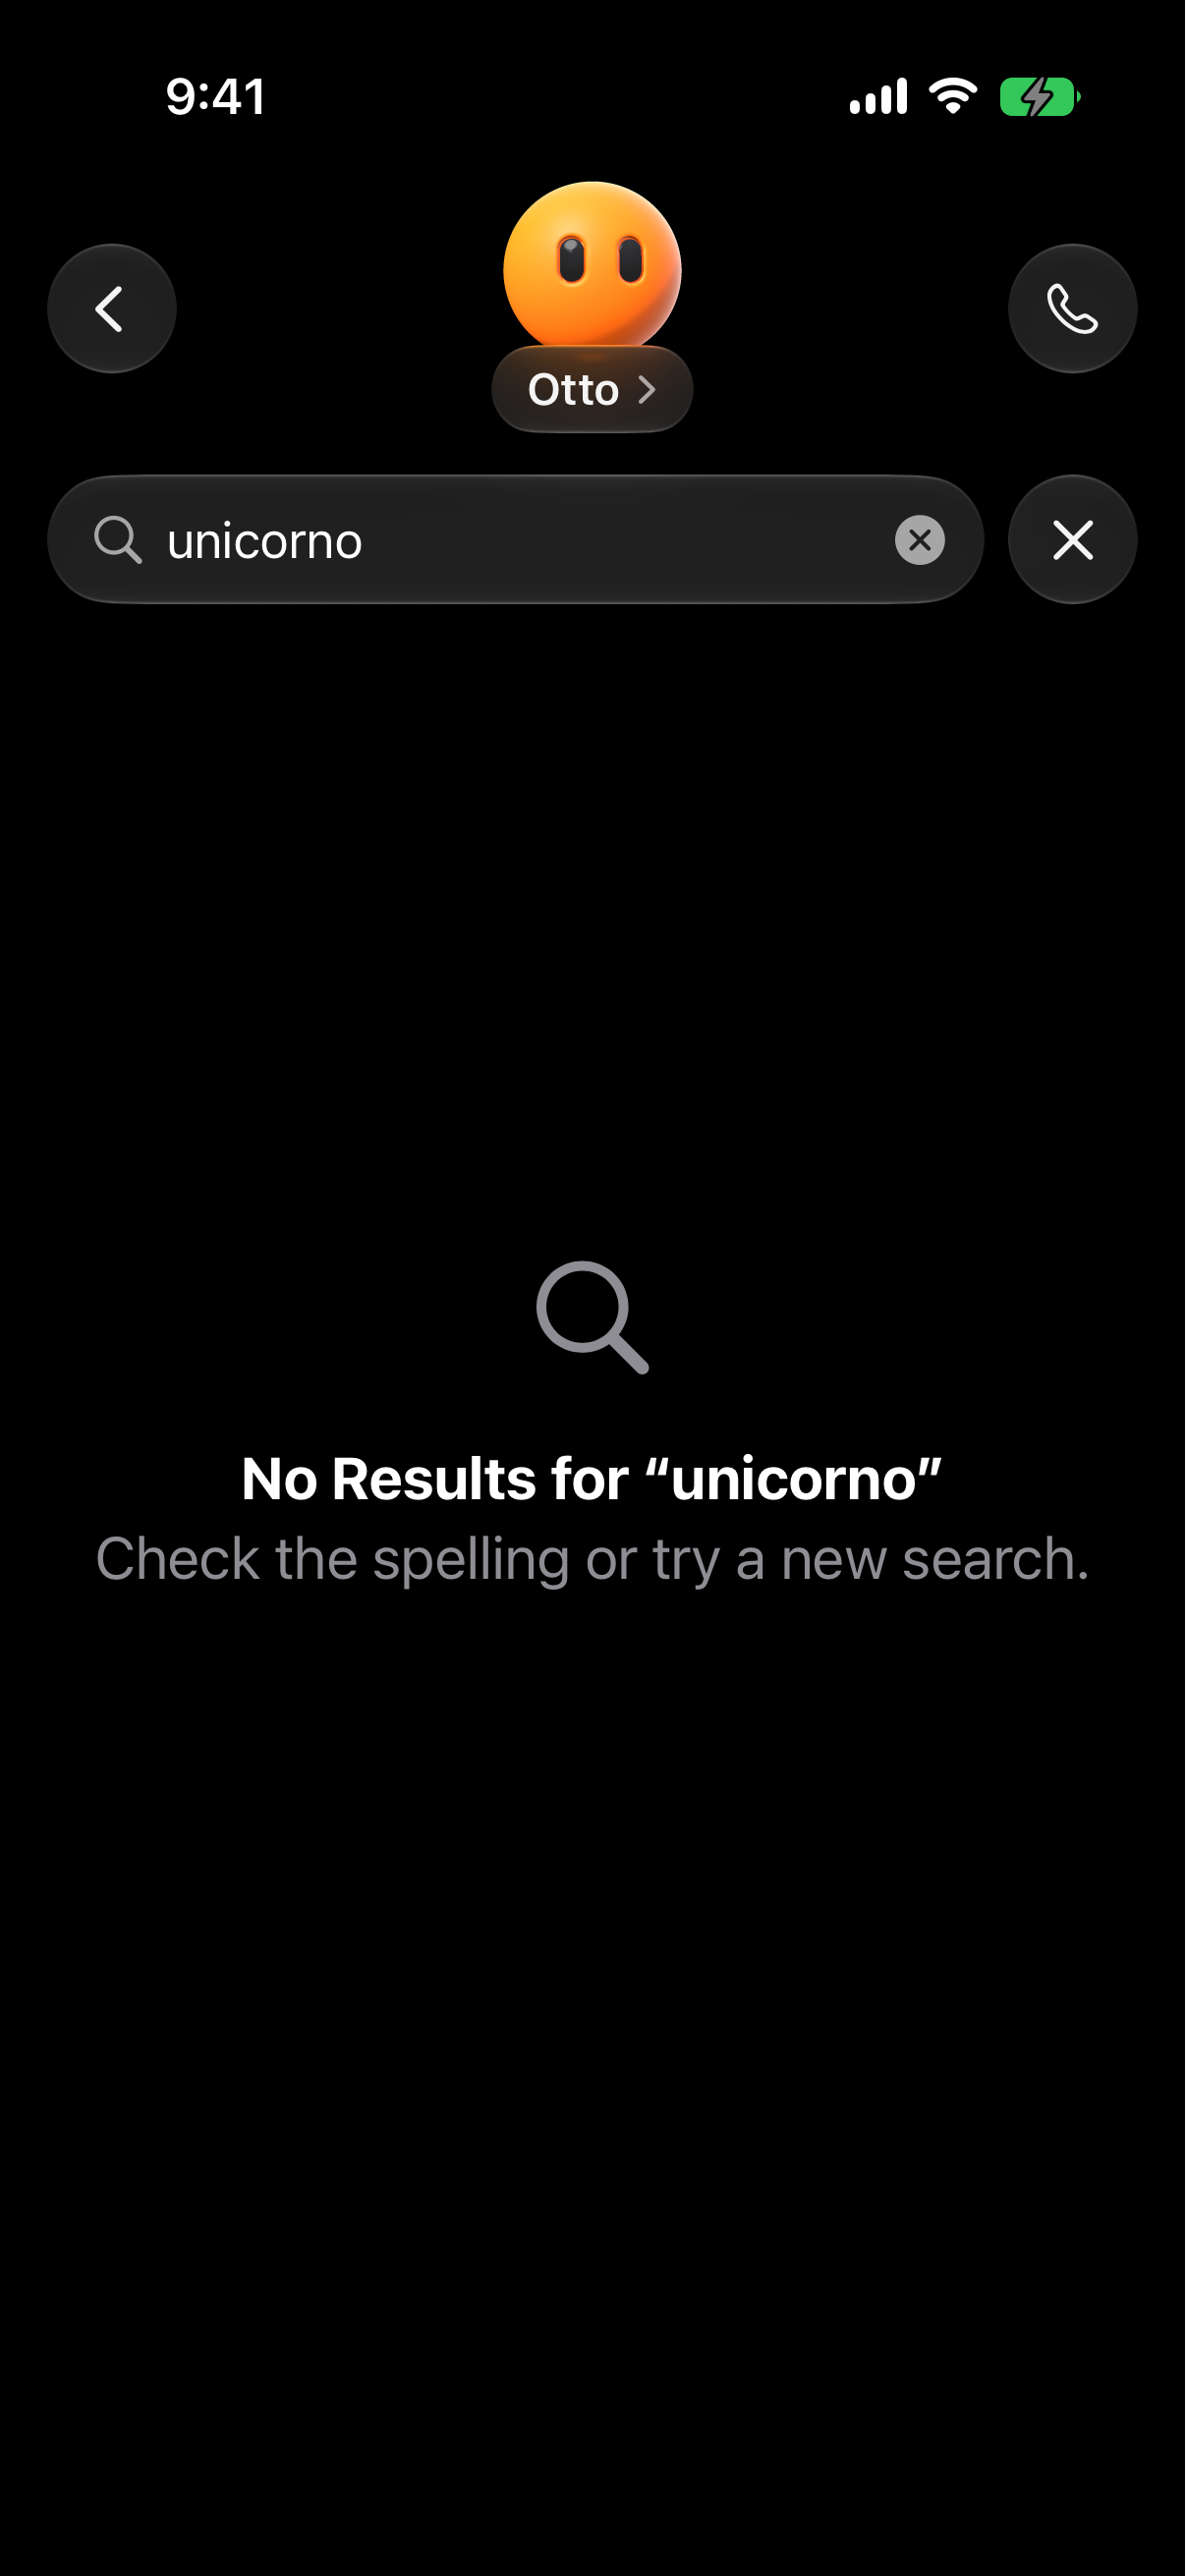 9:41
Otto
unicorno
No Results for “unicorno”
Check the spelling or try a new search.